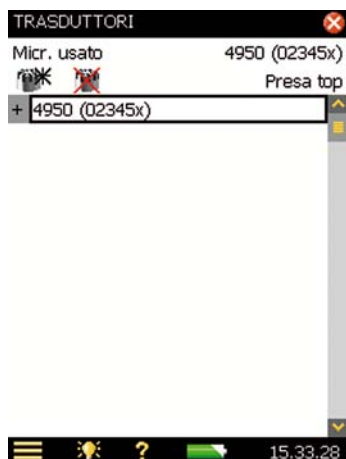 TRASDUTTORI
Micr. usato 4950 (02345x)
Presa top
+ 4950 (02345x)
? 15.33.28